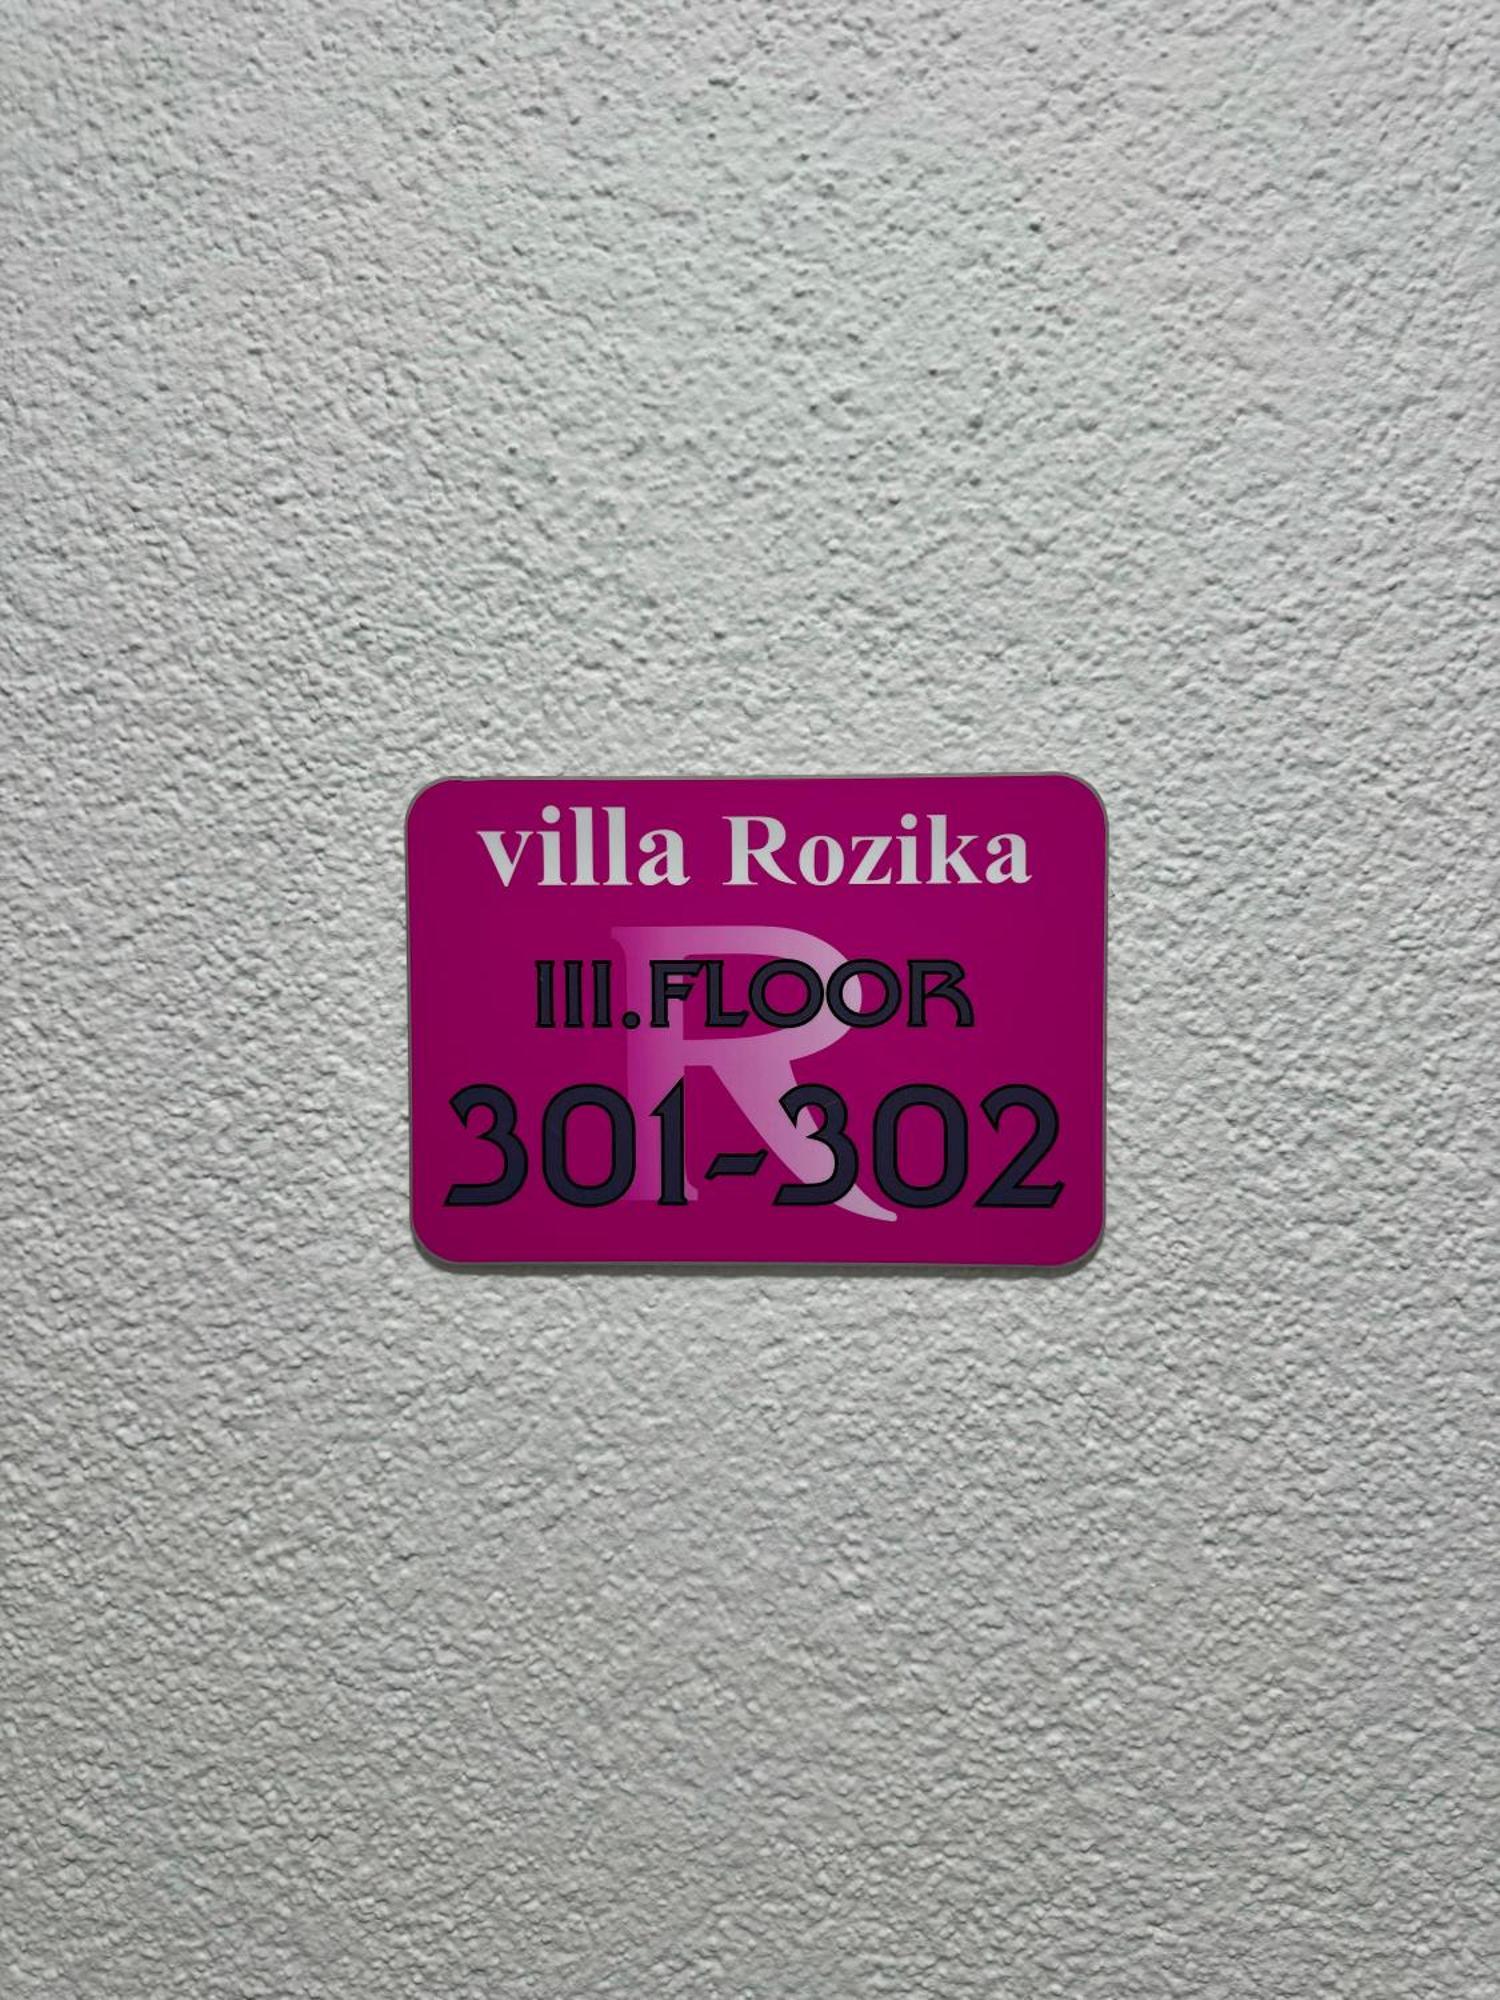 villa Rozika
R
III.FLOOR
301-302